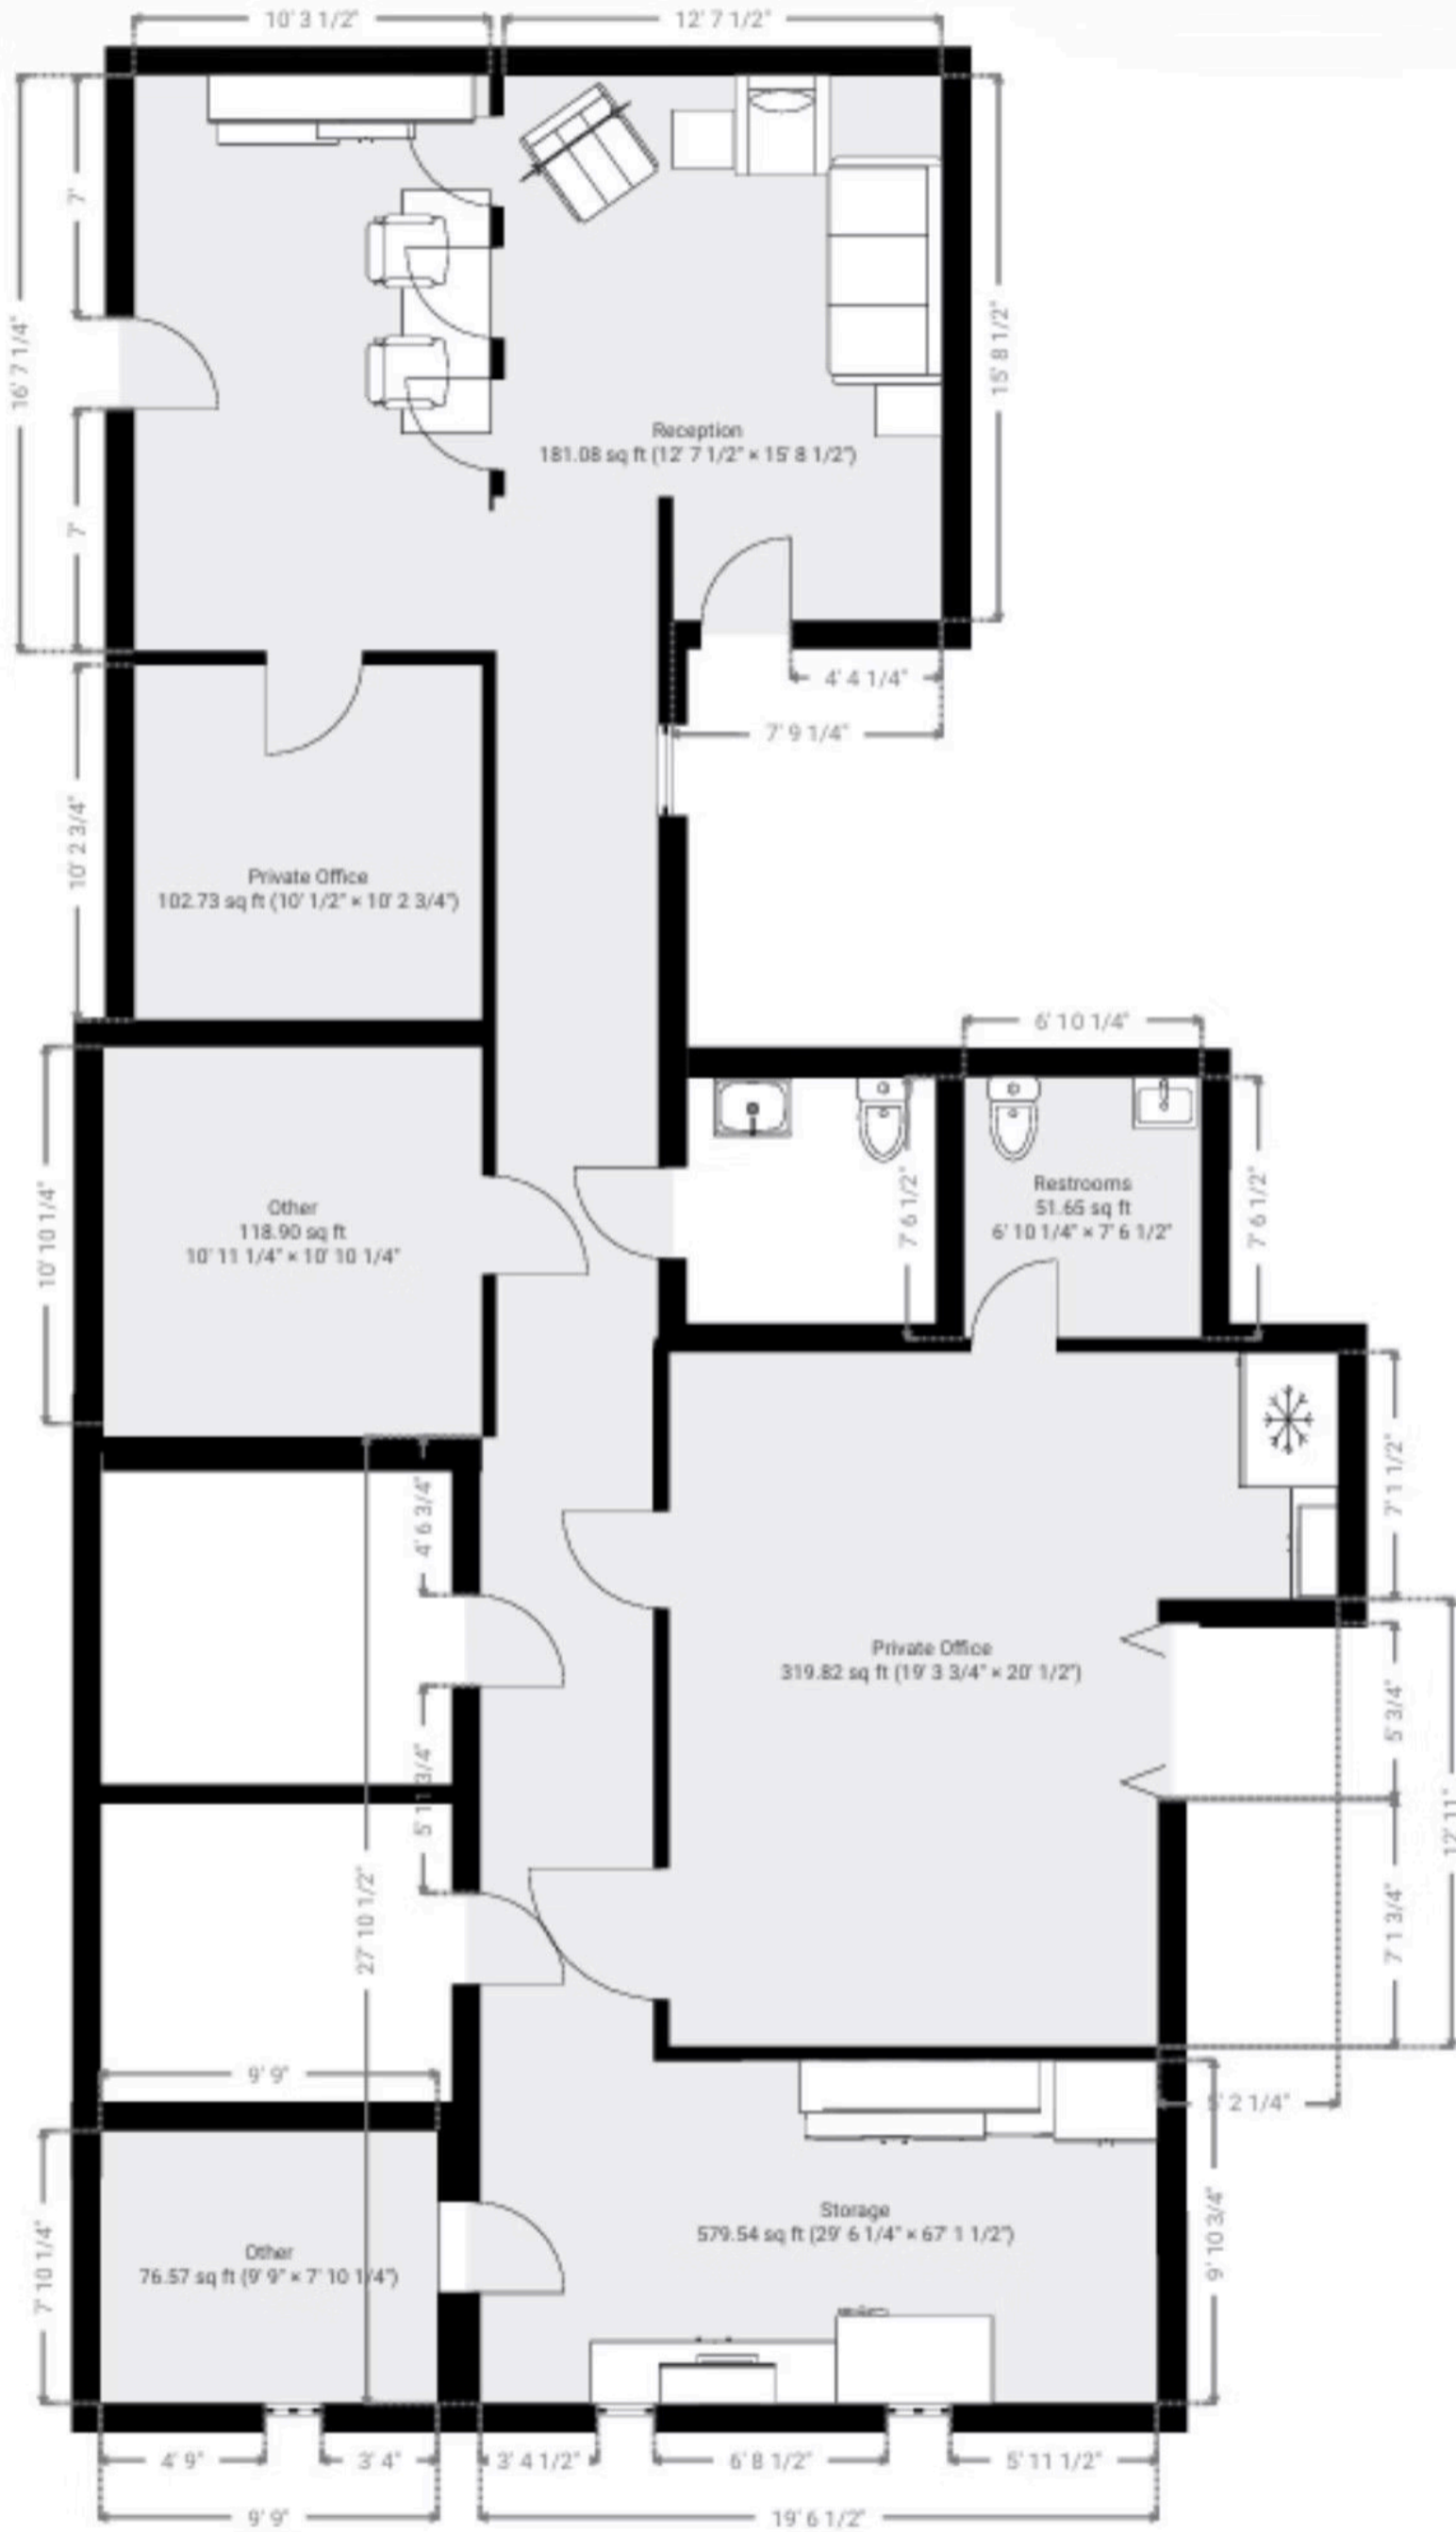 10' 3 1/2"
12' 7 1/2"
7'
16' 7 1/4"
15' 8 1/2"
Reception
181.08 sq ft (12' 7 1/2" × 15' 8 1/2")
7'
4' 4 1/4"
7' 9 1/4"
10' 2 3/4"
Private Office
102.73 sq ft (10' 1/2" × 10' 2 3/4")
6' 10 1/4"
10' 10 1/4"
Other
118.90 sq ft
10' 11 1/4" × 10' 10 1/4"
7' 6 1/2"
Restrooms
51.65 sq ft
6' 10 1/4" × 7' 6 1/2"
7' 6 1/2"
4' 6 3/4"
7' 1 1/2"
Private Office
319.82 sq ft (19' 3 3/4" × 20' 1/2")
5' 3/4"
5' 11 3/4"
12' 11"
27' 10 1/2"
7' 1 3/4"
9' 9"
5' 2 1/4"
7' 10 1/4"
Other
76.57 sq ft (9' 9" × 7' 10 1/4")
Storage
579.54 sq ft (29' 6 1/4" × 67' 1 1/2")
9' 10 3/4"
4' 9"
3' 4"
3' 4 1/2"
6' 8 1/2"
5' 11 1/2"
9' 9"
19' 6 1/2"